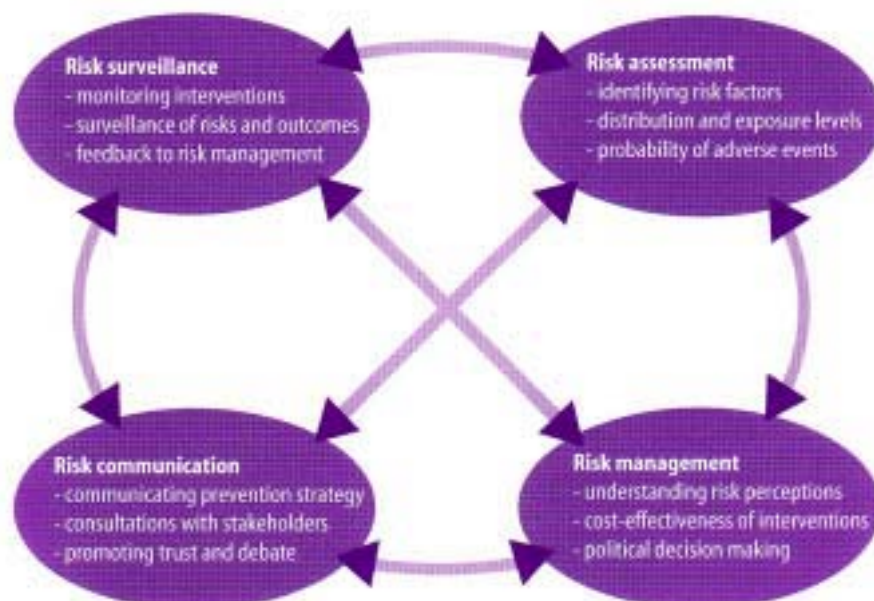 Risk surveillance
- monitoring interventions
- surveillance of risks and outcomes
- feedback to risk management
Risk assessment
- identifying risk factors
- distribution and exposure levels
- probability of adverse events
Risk communication
- communicating prevention strategy
- consultations with stakeholders
- promoting trust and debate
Risk management
- understanding risk perceptions
- cost-effectiveness of interventions
- political decision making